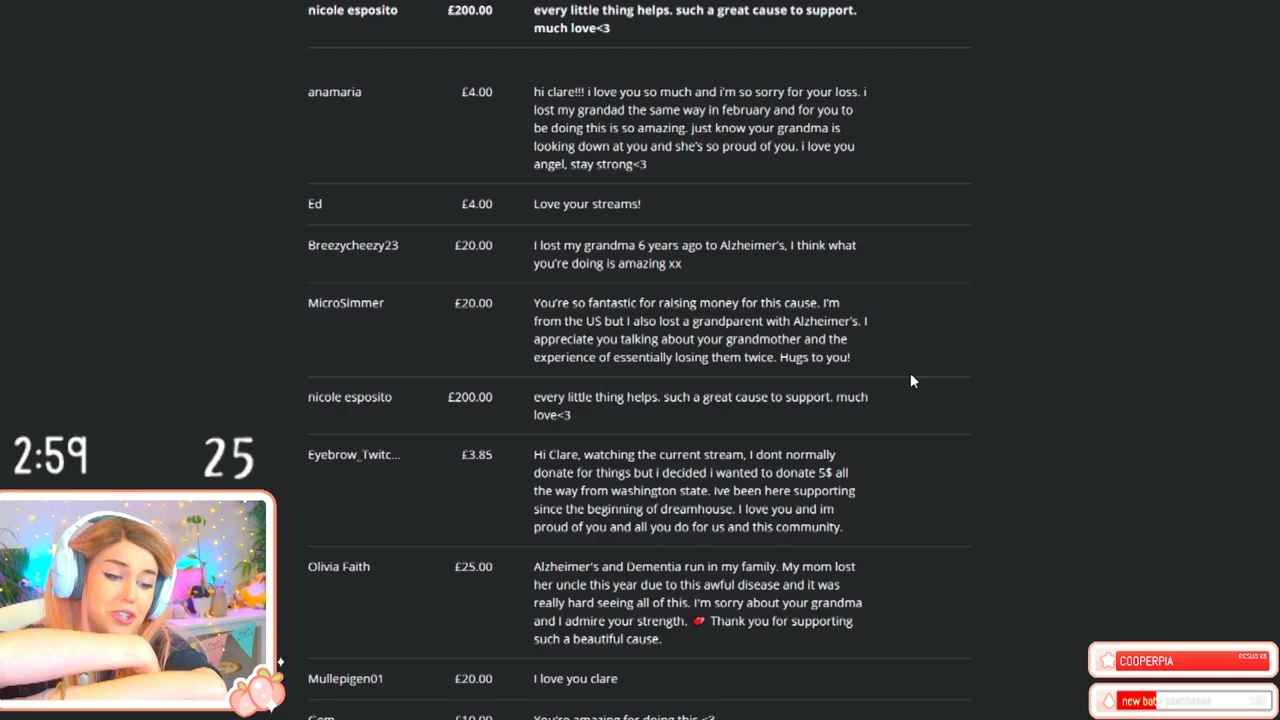 nicole esposito £200.00 every little thing helps. such a great cause to support.
much love<3
anamaria £4.00 hi clare!!! i love you so much and i'm so sorry for your loss. i
lost my grandad the same way in february and for you to
be doing this is so amazing. just know your grandma is
looking down at you and she's so proud of you. i love you
angel, stay strong<3
Ed £4.00 Love your streams!
Breezycheezy23 £20.00 I lost my grandma 6 years ago to Alzheimer's, I think what
you're doing is amazing xx
MicroSimmer £20.00 You're so fantastic for raising money for this cause. I'm
from the US but I also lost a grandparent with Alzheimer's. I
appreciate you talking about your grandmother and the
experience of essentially losing them twice. Hugs to you!
nicole esposito £200.00 every little thing helps. such a great cause to support. much
love<3
Eyebrow_Twitc... £3.85 Hi Clare, watching the current stream, I dont normally
donate for things but i decided i wanted to donate 5$ all
the way from washington state. Ive been here supporting
since the beginning of dreamhouse. I love you and im
proud of you and all you do for us and this community.
Olivia Faith £25.00 Alzheimer's and Dementia run in my family. My mom lost
her uncle this year due to this awful disease and it was
really hard seeing all of this. I'm sorry about your grandma
and I admire your strength. Thank you for supporting
such a beautiful cause.
Mullepigen01 £20.00 I love you clare
£10.00 You're amazing for doing this <3
2:59 25
COOPERPIA
new baby